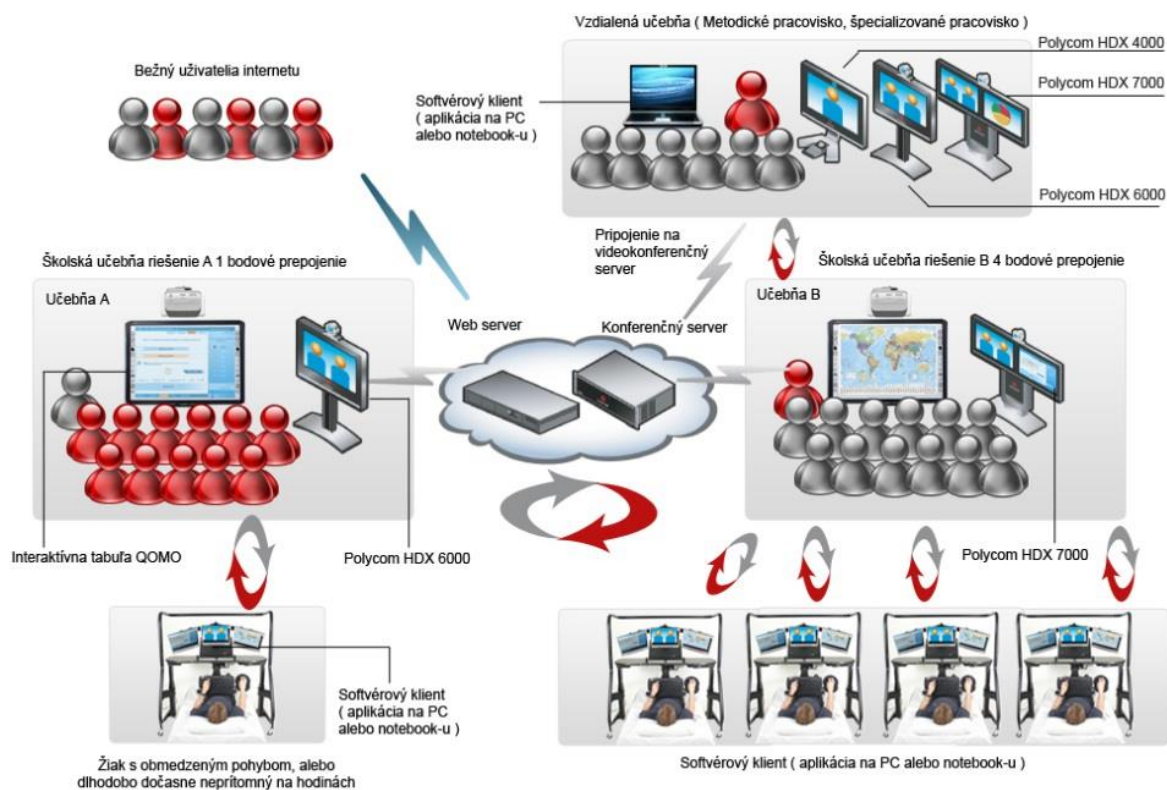 Vzdialená učebňa ( Metodické pracovisko, špecializované pracovisko )
Polycom HDX 4000
Bežný uživatelia internetu
Polycom HDX 7000
Softvérový klient
( aplikácia na PC
alebo notebook-u )
Polycom HDX 6000
Pripojenie na
videokonferenčný
server
Školská učebňa riešenie A 1 bodové prepojenie
Školská učebňa riešenie B 4 bodové prepojenie
Učebňa A
Učebňa B
Web server
Konferenčný server
Interaktívna tabuľa QOMO
Polycom HDX 6000
Polycom HDX 7000
Softvérový klient
( aplikácia na PC
alebo notebook-u )
Žiak s obmedzeným pohybom, alebo
dlhodobo dočasne neprítomný na hodinách
Softvérový klient ( aplikácia na PC alebo notebook-u )